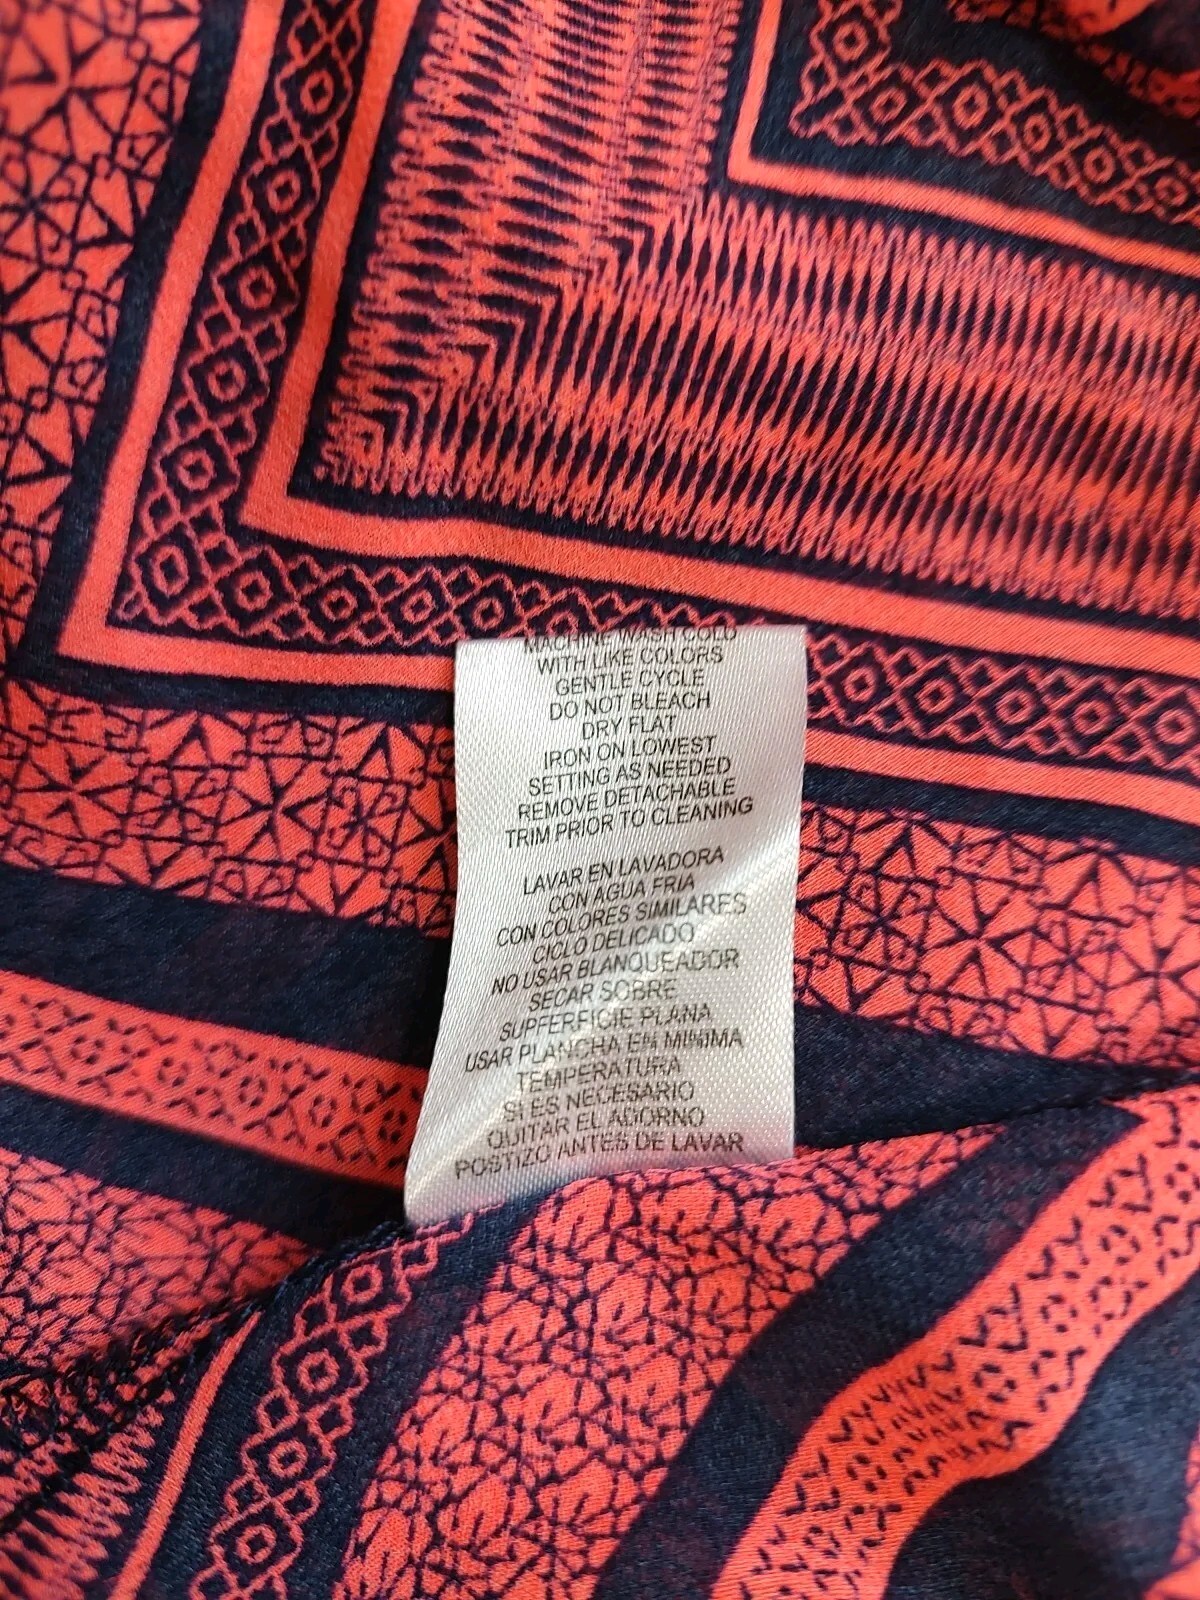 MACHINE WASH COLD
WITH LIKE COLORS
GENTLE CYCLE
DO NOT BLEACH
DRY FLAT
IRON ON LOWEST
SETTING AS NEEDED
REMOVE DETACHABLE
TRIM PRIOR TO CLEANING
LAVAR EN LAVADORA
CON AGUA FRIA
CON COLORES SIMILARES
CICLO DELICADO
NO USAR BLANQUEADOR
SECAR SOBRE
SUPFERFICIE PLANA
USAR PLANCHA EN MINIMA
TEMPERATURA
SI ES NECESARIO
QUITAR EL ADORNO
POSTIZO ANTES DE LAVAR